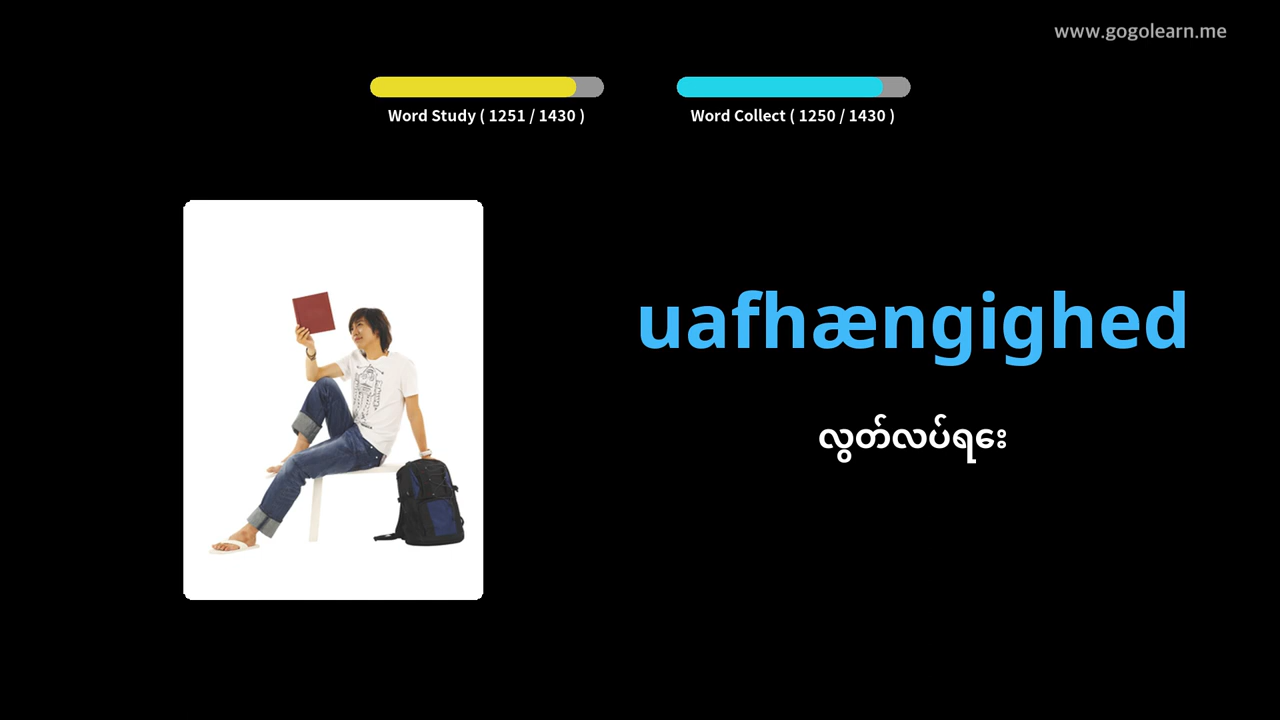 www.gogolearn.me
Word Study ( 1251 / 1430 )
Word Collect ( 1250 / 1430 )
uafhængighed
လွတ်လပ်ရေး